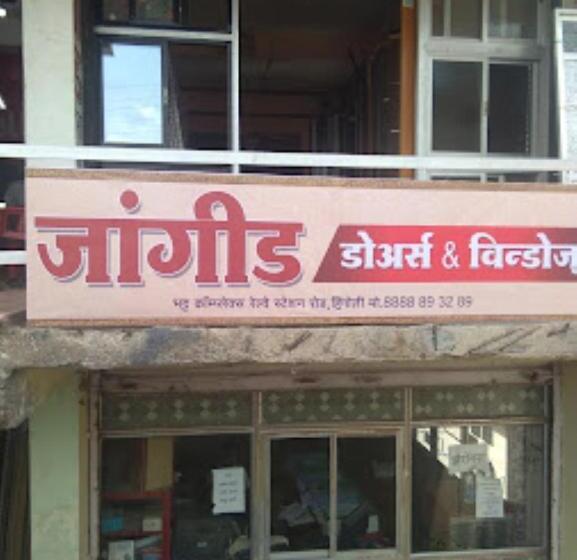 जांगीड
डोअर्स & विन्डोज
भट्ट कॉम्प्लेक्स रेल्वे स्टेशन रोड, हिंगोली मो.8888 89 32 89